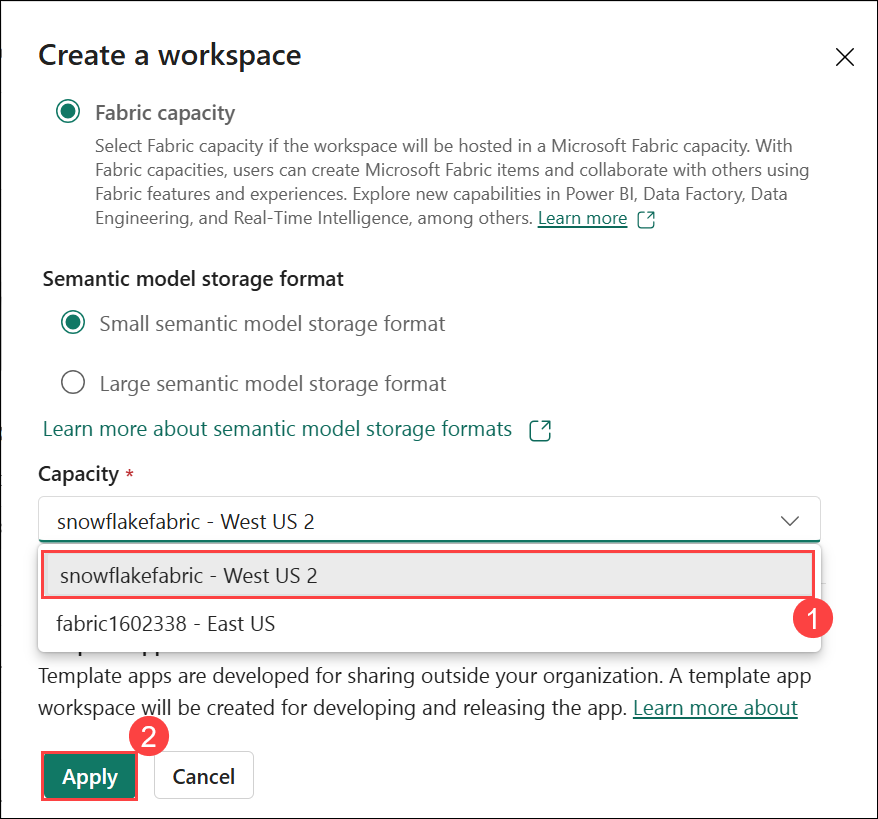 Create a workspace
Fabric capacity
Select Fabric capacity if the workspace will be hosted in a Microsoft Fabric capacity. With
Fabric capacities, users can create Microsoft Fabric items and collaborate with others using
Fabric features and experiences. Explore new capabilities in Power BI, Data Factory, Data
Engineering, and Real-Time Intelligence, among others. Learn more
Semantic model storage format
Small semantic model storage format
Large semantic model storage format
Learn more about semantic model storage formats
Capacity *
snowflakefabric - West US 2
snowflakefabric - West US 2
1
fabric1602338 - East US
Template apps are developed for sharing outside your organization. A template app
workspace will be created for developing and releasing the app. Learn more about
2
Apply
Cancel